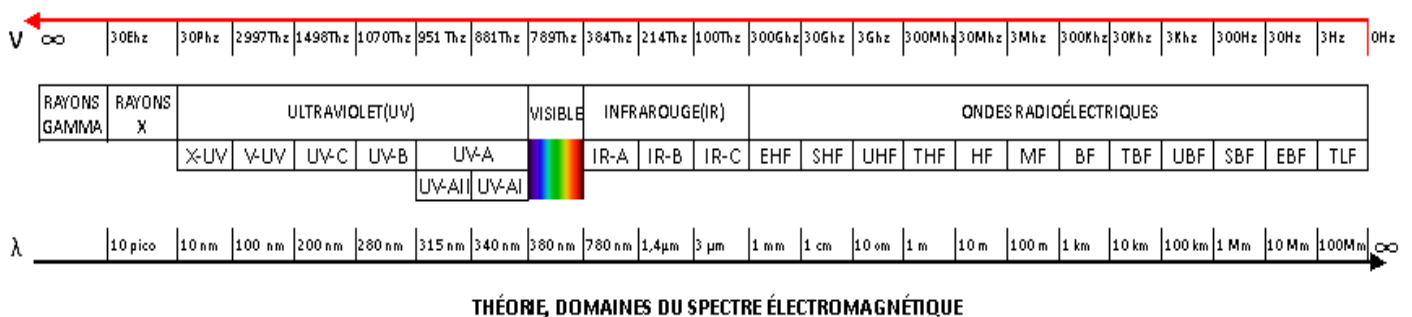 V ∞ 30Ehz 30Phz 2997Thz 1498Thz 1070Thz 951 Thz 881Thz 789Thz 384Thz 214Thz 100Thz 300Ghz 30Ghz 3Ghz 300Mhz 30Mhz 3Mhz 300Khz 30Khz 3Khz 300Hz 30Hz 3Hz 0Hz
RAYONS GAMMA RAYONS X ULTRAVIOLET(UV) VISIBLE INFRAROUGE(IR) ONDES RADIOÉLECTRIQUES
X-UV V-UV UV-C UV-B UV-A IR-A IR-B IR-C EHF SHF UHF THF HF MF BF TBF UBF SBF EBF TLF
UV-AII UV-AI
λ 10 pico 10 nm 100 nm 200 nm 280 nm 315 nm 340 nm 380 nm 780 nm 1,4µm 3 µm 1 mm 1 cm 10 cm 1 m 10 m 100 m 1 km 10 km 100 km 1 Mm 10 Mm 100Mm ∞
THÉORIE, DOMAINES DU SPECTRE ÉLECTROMAGNÉTIQUE